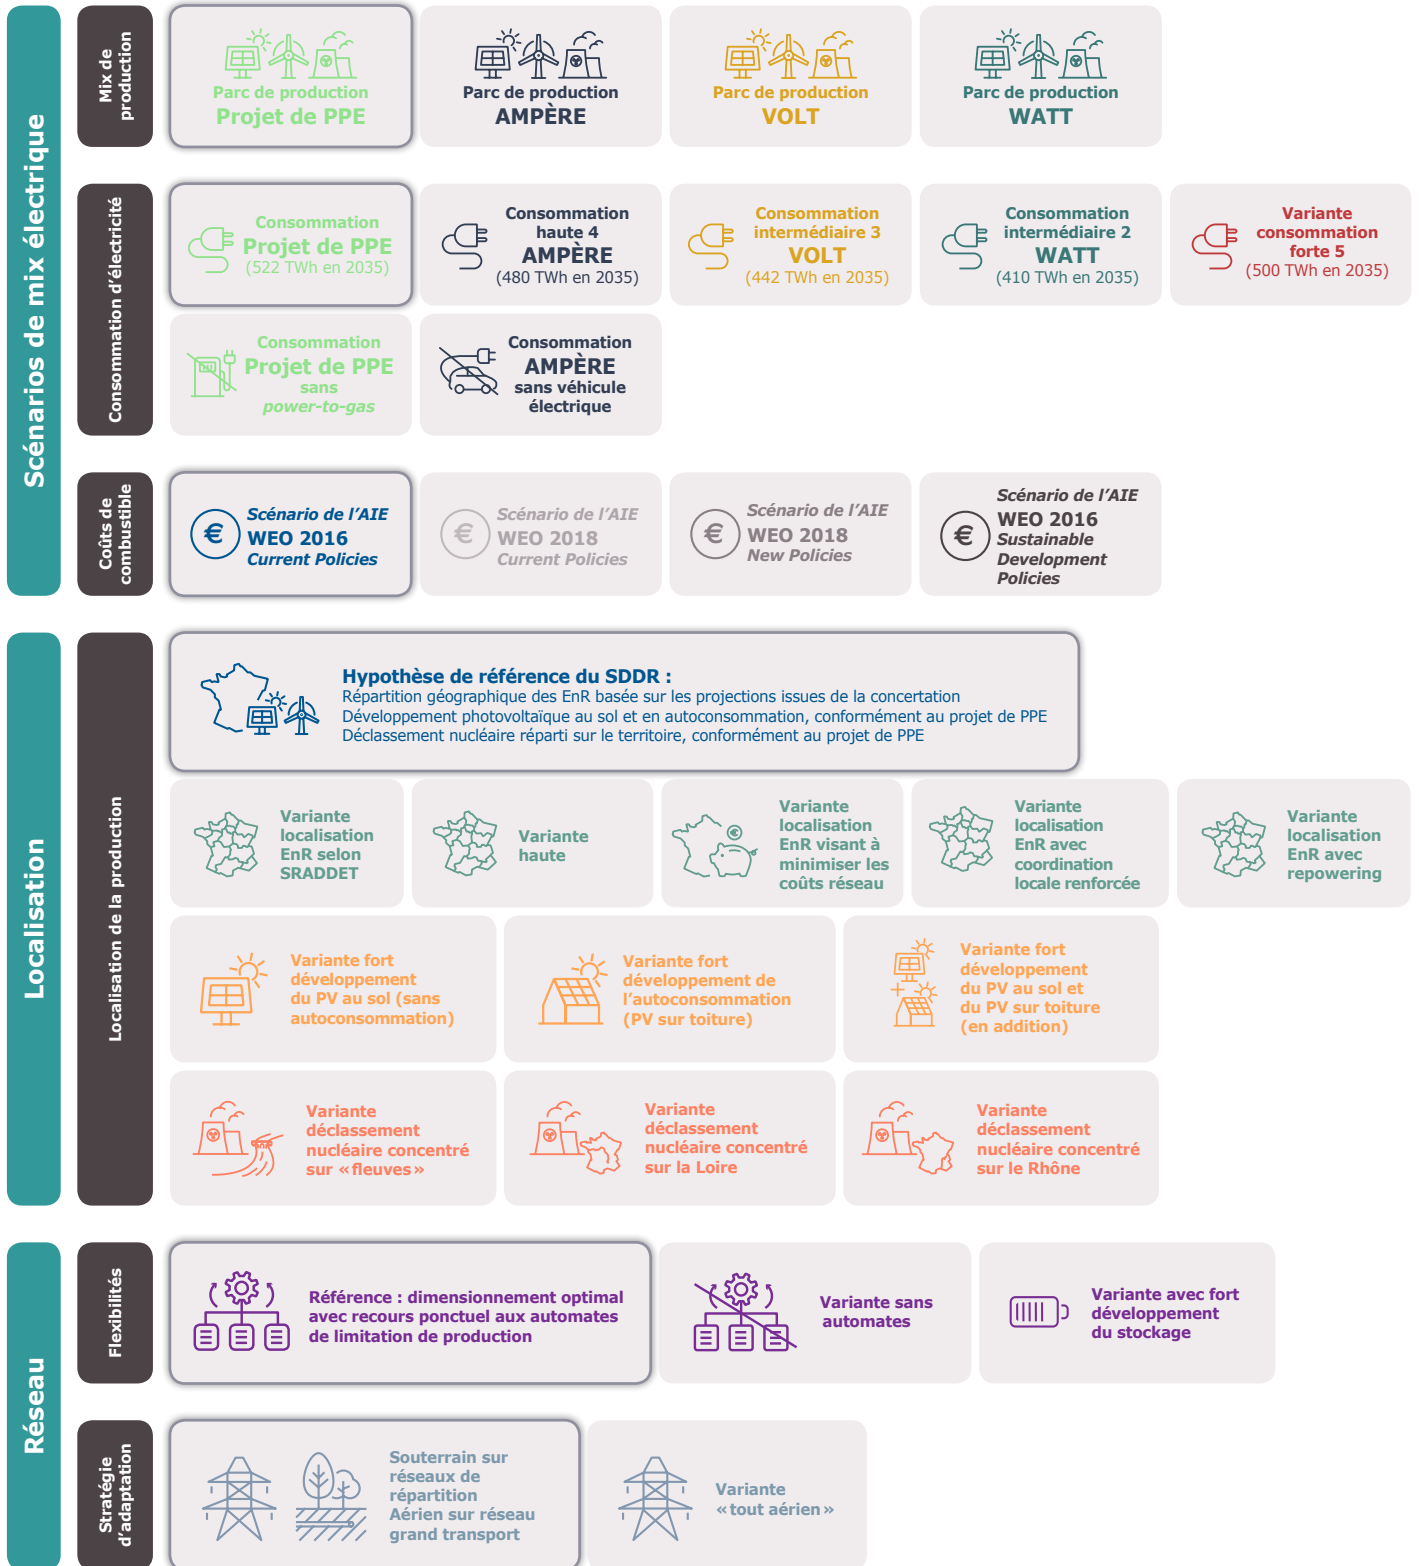 Scénarios de mix électrique
Mix de
production
Parc de production
Projet de PPE
Parc de production
AMPÈRE
Parc de production
VOLT
Parc de production
WATT
Consommation d'électricité
Consommation
Projet de PPE
(522 TWh en 2035)
Consommation
haute 4
AMPÈRE
(480 TWh en 2035)
Consommation
intermédiaire 3
VOLT
(442 TWh en 2035)
Consommation
intermédiaire 2
WATT
(410 TWh en 2035)
Variante
consommation
forte 5
(500 TWh en 2035)
Consommation
Projet de PPE
sans
power-to-gas
Consommation
AMPÈRE
sans véhicule
électrique
Coûts de
combustible
€
Scénario de l'AIE
WEO 2016
Current Policies
€
Scénario de l'AIE
WEO 2018
Current Policies
€
Scénario de l'AIE
WEO 2018
New Policies
€
Scénario de l'AIE
WEO 2016
Sustainable
Development
Policies
Localisation
Localisation de la production
Hypothèse de référence du SDDR :
Répartition géographique des EnR basée sur les projections issues de la concertation
Développement photovoltaïque au sol et en autoconsommation, conformément au projet de PPE
Déclassement nucléaire réparti sur le territoire, conformément au projet de PPE
Variante
localisation
EnR selon
SRADDET
Variante
haute
€
Variante
localisation
EnR visant à
minimiser les
coûts réseau
Variante
localisation
EnR avec
coordination
locale renforcée
Variante
localisation
EnR avec
repowering
Variante fort
développement
du PV au sol (sans
autoconsommation)
Variante fort
développement de
l'autoconsommation
(PV sur toiture)
+
Variante fort
développement
du PV au sol et
du PV sur toiture
(en addition)
Variante
déclassement
nucléaire concentré
sur «fleuves»
Variante
déclassement
nucléaire concentré
sur la Loire
Variante
déclassement
nucléaire concentré
sur le Rhône
Réseau
Flexibilités
Référence : dimensionnement optimal
avec recours ponctuel aux automates
de limitation de production
Variante sans
automates
Variante avec fort
développement
du stockage
Stratégie
d'adaptation
Souterrain sur
réseaux de
répartition
Aérien sur réseau
grand transport
Variante
«tout aérien»